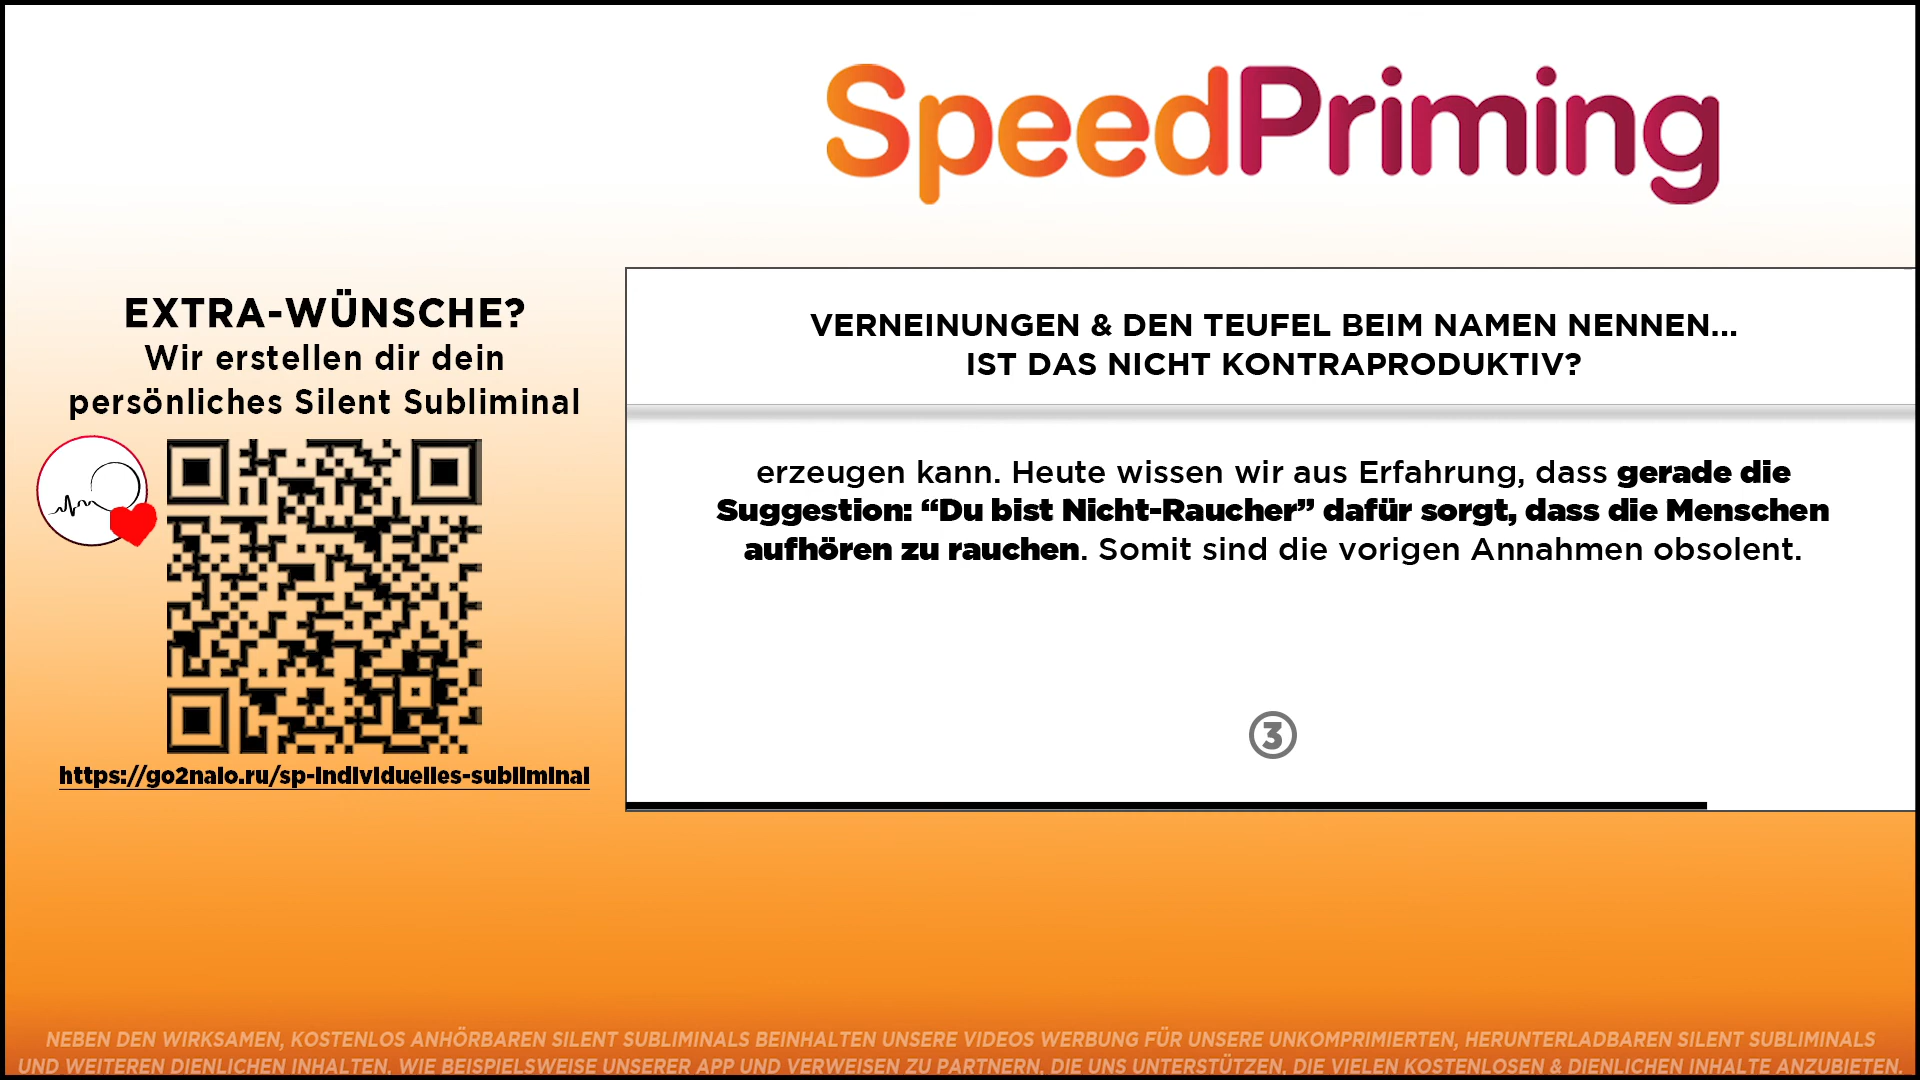 SpeedPriming
EXTRA-WÜNSCHE?
Wir erstellen dir dein
persönliches Silent Subliminal
https://go2nalo.ru/sp-individuelles-subliminal
VERNEINUNGEN & DEN TEUFEL BEIM NAMEN NENNEN...
IST DAS NICHT KONTRAPRODUKTIV?
erzeugen kann. Heute wissen wir aus Erfahrung, dass gerade die
Suggestion: “Du bist Nicht-Raucher” dafür sorgt, dass die Menschen
aufhören zu rauchen. Somit sind die vorigen Annahmen obsolent.
3
NEBEN DEN WIRKSAMEN, KOSTENLOS ANHÖRBAREN SILENT SUBLIMINALS BEINHALTEN UNSERE VIDEOS WERBUNG FÜR UNSERE UNKOMPRIMIERTEN, HERUNTERLADBAREN SILENT SUBLIMINALS
UND WEITEREN DIENLICHEN INHALTEN, WIE BEISPIELSWEISE UNSERER APP UND VERWEISEN ZU PARTNERN, DIE UNS UNTERSTÜTZEN, DIE VIELEN KOSTENLOSEN & DIENLICHEN INHALTE ANZUBIETEN.